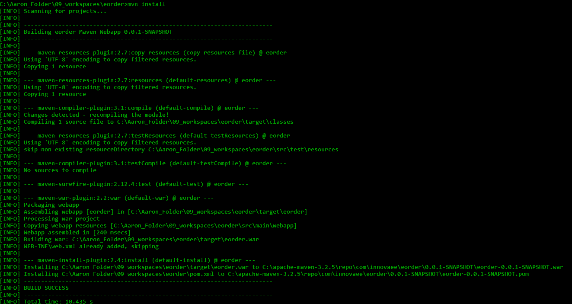 C:\Aaron_Folder\09_workspaces\eorder>mvn install
[INFO] Scanning for projects...
[INFO]
[INFO] ------------------------------------------------------------------------
[INFO] Building eorder Maven Webapp 0.0.1-SNAPSHOT
[INFO] ------------------------------------------------------------------------
[INFO]
[INFO] --- maven-resources-plugin:2.7:copy-resources (copy-resources file) @ eorder
[INFO] Using 'UTF-8' encoding to copy filtered resources.
[INFO] Copying 1 resource
[INFO]
[INFO] --- maven-resources-plugin:2.7:resources (default-resources) @ eorder ---
[INFO] Using 'UTF-8' encoding to copy filtered resources.
[INFO] Copying 1 resource
[INFO]
[INFO] --- maven-compiler-plugin:3.1:compile (default-compile) @ eorder ---
[INFO] Changes detected - recompiling the module!
[INFO] Compiling 1 source file to C:\Aaron_Folder\09_workspaces\eorder\target\classes
[INFO]
[INFO] --- maven-resources-plugin:2.7:testResources (default-testResources) @ eorder
[INFO] Using 'UTF-8' encoding to copy filtered resources.
[INFO] skip non existing resourceDirectory C:\Aaron_Folder\09_workspaces\eorder\src\test\resources
[INFO]
[INFO] --- maven-compiler-plugin:3.1:testCompile (default-testCompile) @ eorder ---
[INFO] No sources to compile
[INFO]
[INFO] --- maven-surefire-plugin:2.12.4:test (default-test) @ eorder ---
[INFO]
[INFO] --- maven-war-plugin:2.2:war (default-war) @ eorder ---
[INFO] Packaging webapp
[INFO] Assembling webapp [eorder] in [C:\Aaron_Folder\09_workspaces\eorder\target\eorder]
[INFO] Processing war project
[INFO] Copying webapp resources [C:\Aaron_Folder\09_workspaces\eorder\src\main\webapp]
[INFO] Webapp assembled in [240 msecs]
[INFO] Building war: C:\Aaron_Folder\09_workspaces\eorder\target\eorder.war
[INFO] WEB-INF\web.xml already added, skipping
[INFO]
[INFO] --- maven-install-plugin:2.4:install (default-install) @ eorder ---
[INFO] Installing C:\Aaron_Folder\09_workspaces\eorder\target\eorder.war to C:\apache-maven-3.2.5\repo\com\innovaee\eorder\0.0.1-SNAPSHOT\eorder-0.0.1-SNAPSHOT.war
[INFO] Installing C:\Aaron_Folder\09_workspaces\eorder\pom.xml to C:\apache-maven-3.2.5\repo\com\innovaee\eorder\0.0.1-SNAPSHOT\eorder-0.0.1-SNAPSHOT.pom
[INFO] ------------------------------------------------------------------------
[INFO] BUILD SUCCESS
[INFO] ------------------------------------------------------------------------
[INFO] Total time: 10.435 s